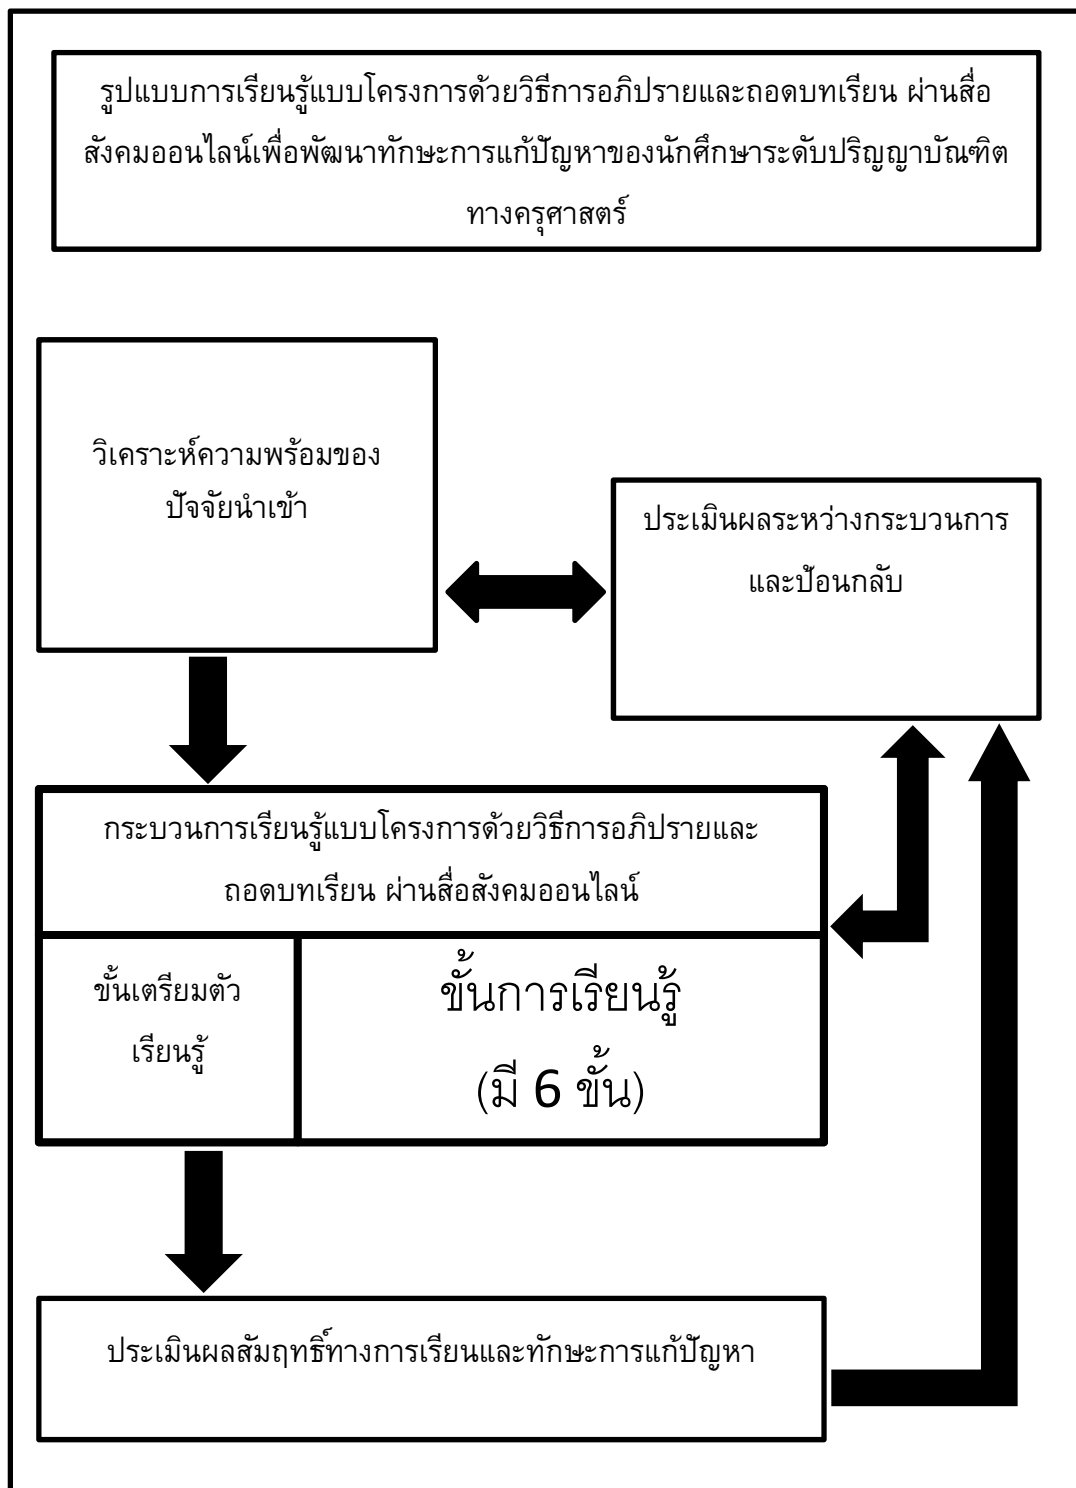 รูปแบบการเรียนรู้แบบโครงการด้วยวิธีการอภิปรายและถอดบทเรียน ผ่านสื่อ
สังคมออนไลน์เพื่อพัฒนาทักษะการแก้ปัญหาของนักศึกษาระดับปริญญาบัณฑิต
ทางครุศาสตร์
วิเคราะห์ความพร้อมของ
ปัจจัยนำเข้า
ประเมินผลระหว่างกระบวนการ
และป้อนกลับ
กระบวนการเรียนรู้แบบโครงการด้วยวิธีการอภิปรายและ
ถอดบทเรียน ผ่านสื่อสังคมออนไลน์
ขั้นเตรียมตัว
เรียนรู้
ขั้นการเรียนรู้
(มี 6 ขั้น)
ประเมินผลสัมฤทธิ์ทางการเรียนและทักษะการแก้ปัญหา